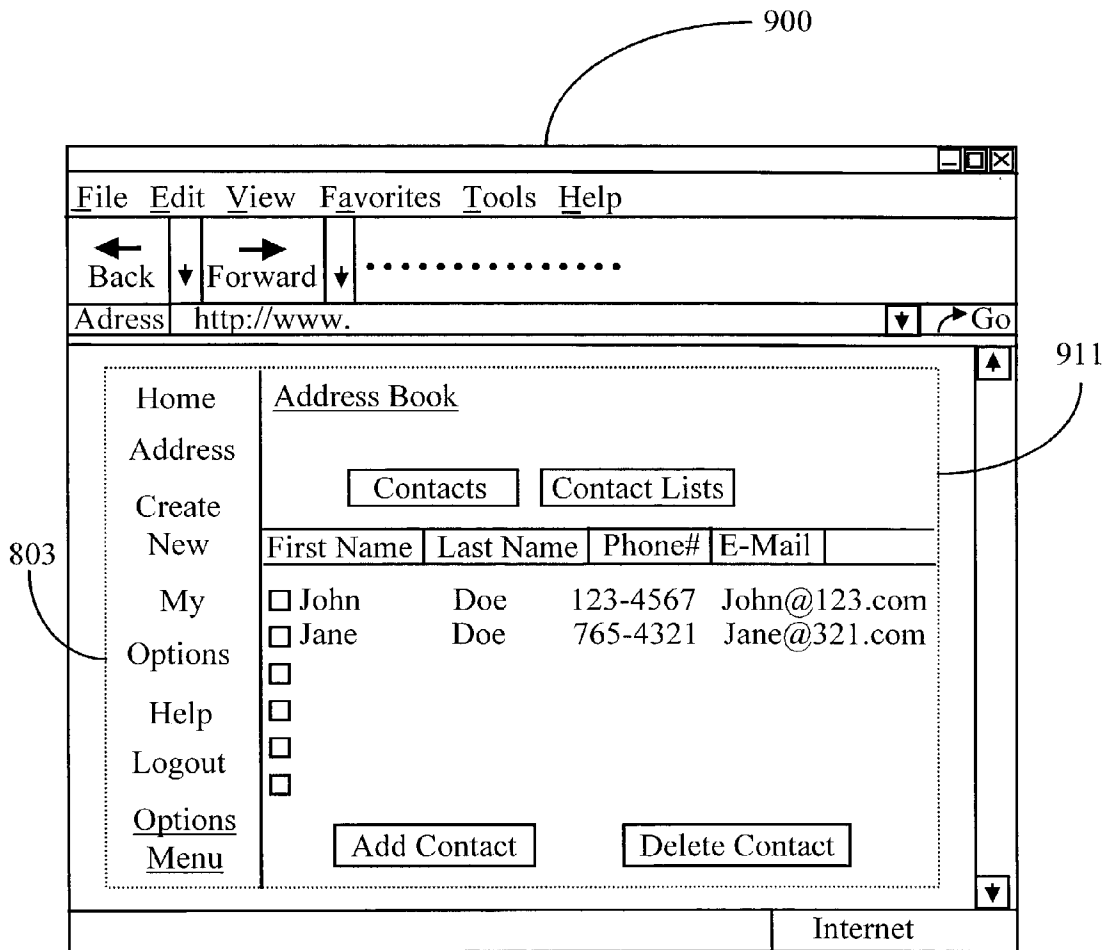 900
File Edit View Favorites Tools Help
Back Forward
Adress http://www. Go
911
Home
Address
Create
New
803
My
Options
Help
Logout
Options
Menu
Address Book
Contacts Contact Lists
First Name Last Name Phone# E-Mail
John Doe 123-4567 John@123.com
Jane Doe 765-4321 Jane@321.com
Add Contact Delete Contact
Internet